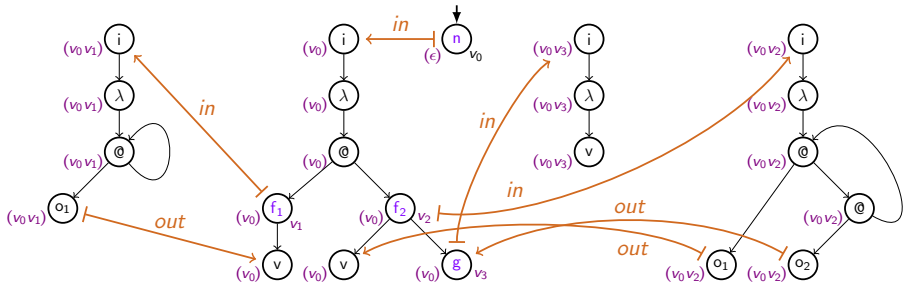 (v₀v₁) i in (v₀) i in (ϵ) n v₀ (v₀v₃) i (v₀v₂) i
(v₀v₁) λ (v₀) λ in (v₀v₃) λ (v₀v₂) λ
(v₀v₁) @ (v₀) @ (v₀v₃) v (v₀v₂) @
(v₀v₁) o₁ out (v₀) f₁ v₁ (v₀) f₂ v₂ in out (v₀v₂) @
(v₀) v (v₀) v (v₀) g v₃ out (v₀v₂) o₁ (v₀v₂) o₂